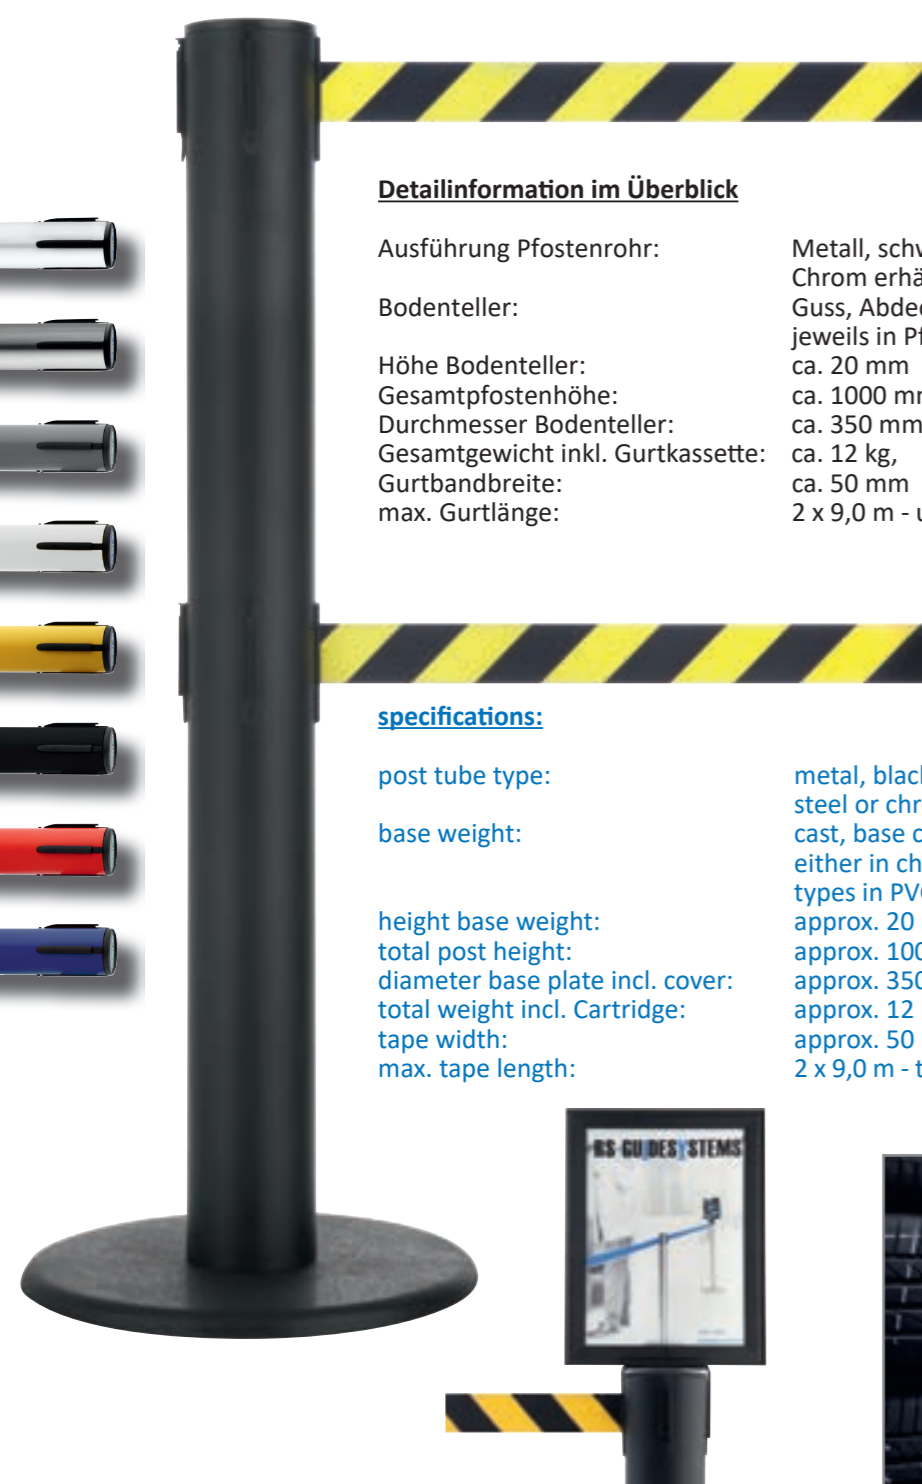 Detailinformation im Überblick
Ausführung Pfostenrohr: Metall, schw
Chrom erhä
Bodenteller: Guss, Abde
jeweils in Pf
Höhe Bodenteller: ca. 20 mm
Gesamtpfostenhöhe: ca. 1000 m
Durchmesser Bodenteller: ca. 350 mm
Gesamtgewicht inkl. Gurtkassette: ca. 12 kg,
Gurtbandbreite: ca. 50 mm
max. Gurtlänge: 2 x 9,0 m - u
specifications:
post tube type: metal, blac
steel or chr
base weight: cast, base c
either in ch
types in PV
height base weight: approx. 20
total post height: approx. 100
diameter base plate incl. cover: approx. 350
total weight incl. Cartridge: approx. 12
tape width: approx. 50
max. tape length: 2 x 9,0 m - t
RS GUIDESYSTEMS